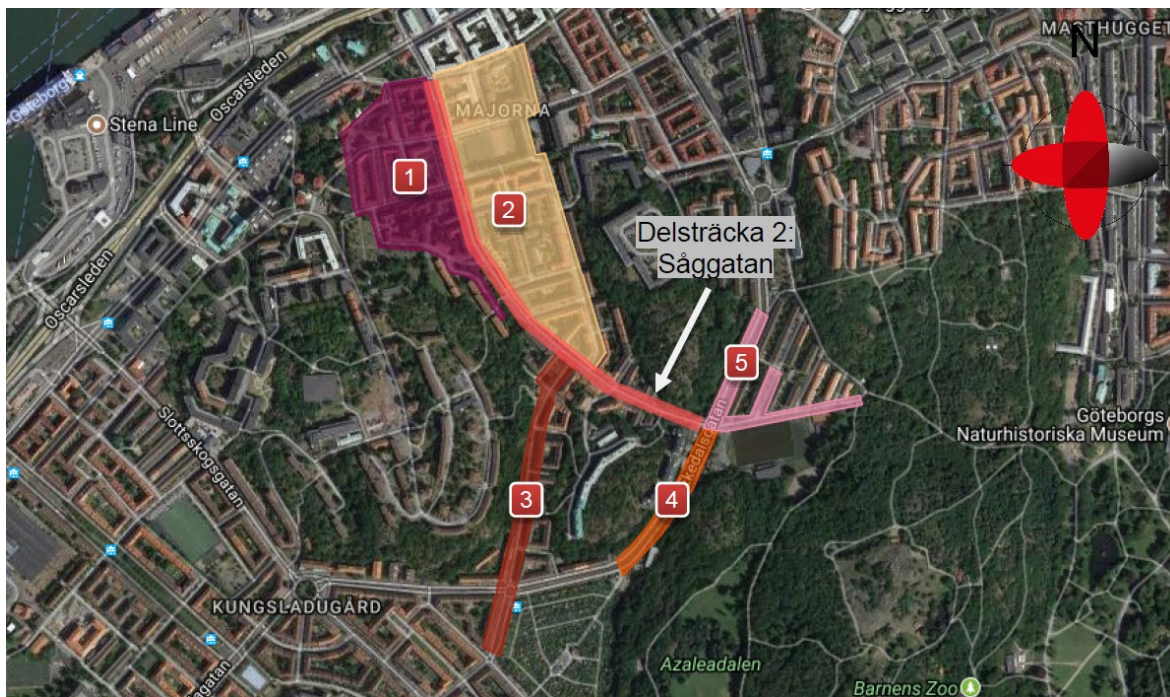 MASTHUGGET
N
Göteborg
Stena Line
Oscarsleden
MAJORNA
1
2
Delsträcka 2:
Såggatan
Oscarsleden
5
Göteborgs
Naturhistoriska Museum
Slottsskogsgatan
3
4
KUNGSLADUGÅRD
Azaleadalen
Barnens Zoo